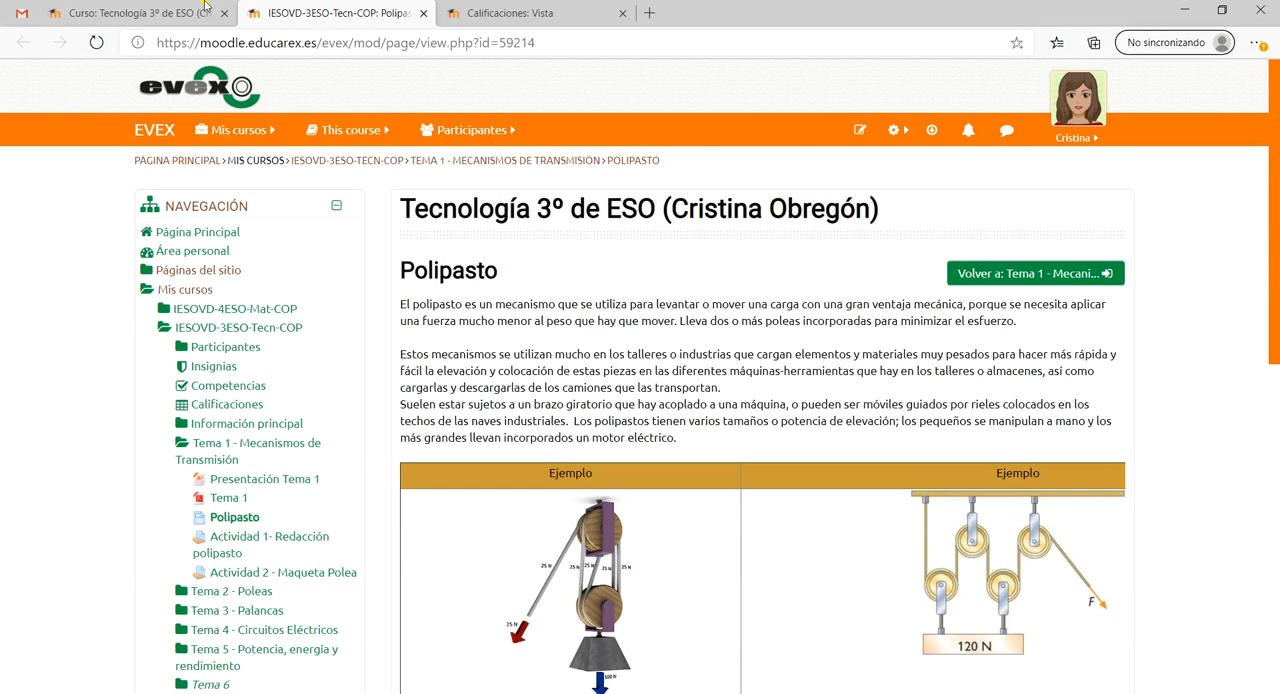 Curso: Tecnología 3º de ESO (C
IESOVD-3ESO-Tecn-COP: Polipas
Calificaciones: Vista
https://moodle.educarex.es/evex/mod/page/view.php?id=59214
No sincronizando
evexo
EVEX
Mis cursos
This course
Participantes
Cristina
PÁGINA PRINCIPAL › MIS CURSOS › IESOVD-3ESO-TECN-COP › TEMA 1 - MECANISMOS DE TRANSMISIÓN › POLIPASTO
NAVEGACIÓN
Página Principal
Área personal
Páginas del sitio
Mis cursos
IESOVD-4ESO-Mat-COP
IESOVD-3ESO-Tecn-COP
Participantes
Insignias
Competencias
Calificaciones
Información principal
Tema 1 - Mecanismos de
Transmisión
Presentación Tema 1
Tema 1
Polipasto
Actividad 1- Redacción
polipasto
Actividad 2 - Maqueta Polea
Tema 2 - Poleas
Tema 3 - Palancas
Tema 4 - Circuitos Eléctricos
Tema 5 - Potencia, energía y
rendimiento
Tema 6
Tecnología 3º de ESO (Cristina Obregón)
Polipasto
Volver a: Tema 1 - Mecani...
El polipasto es un mecanismo que se utiliza para levantar o mover una carga con una gran ventaja mecánica, porque se necesita aplicar
una fuerza mucho menor al peso que hay que mover. Lleva dos o más poleas incorporadas para minimizar el esfuerzo.
Estos mecanismos se utilizan mucho en los talleres o industrias que cargan elementos y materiales muy pesados para hacer más rápida y
fácil la elevación y colocación de estas piezas en las diferentes máquinas-herramientas que hay en los talleres o almacenes, así como
cargarlas y descargarlas de los camiones que las transportan.
Suelen estar sujetos a un brazo giratorio que hay acoplado a una máquina, o pueden ser móviles guiados por rieles colocados en los
techos de las naves industriales. Los polipastos tienen varios tamaños o potencia de elevación; los pequeños se manipulan a mano y los
más grandes llevan incorporados un motor eléctrico.
Ejemplo
Ejemplo
25 N 25 N 25 N 25 N 25 N
25 N
100 N
F
120 N